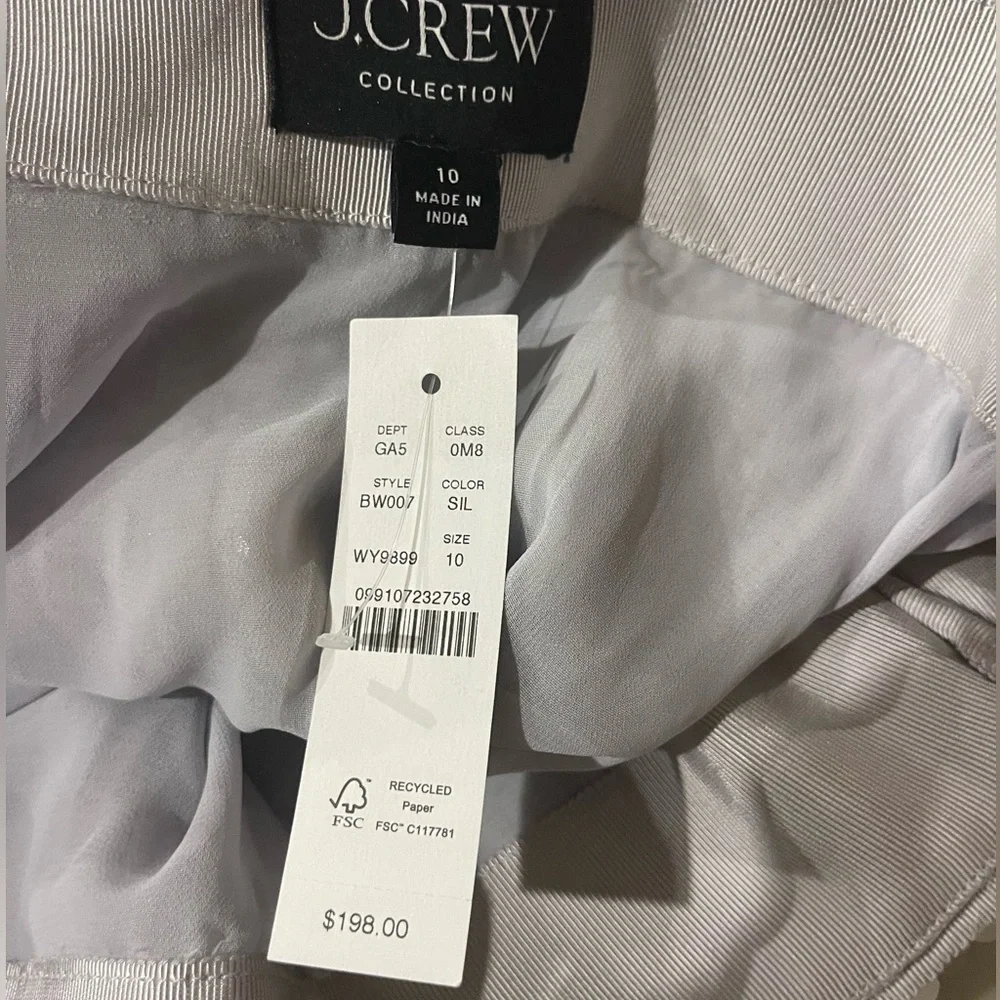 J.CREW
COLLECTION
10
MADE IN
INDIA
DEPT CLASS
GA5 0M8
STYLE COLOR
BW007 SIL
SIZE
WY9899 10
099107232758
FSC
RECYCLED
Paper
FSC™ C117781
$198.00